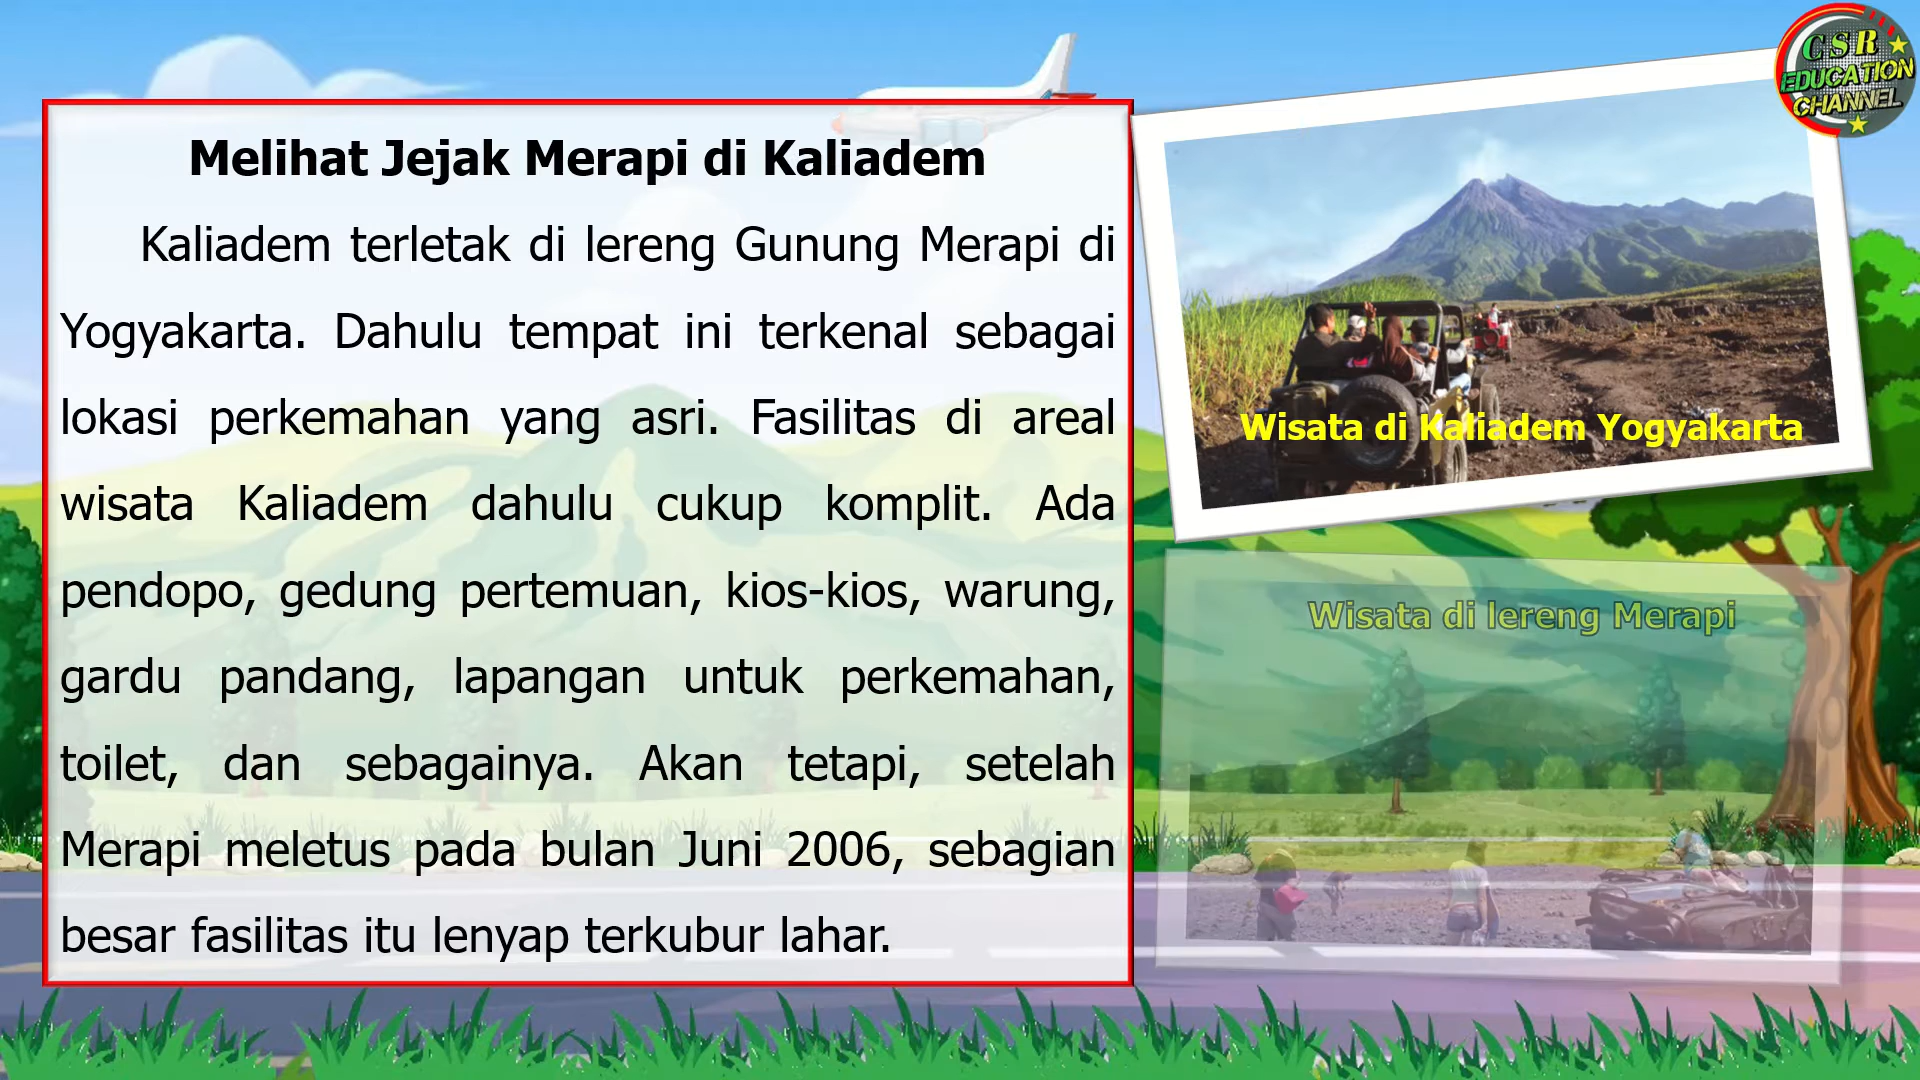 Melihat Jejak Merapi di Kaliadem
Kaliadem terletak di lereng Gunung Merapi di
Yogyakarta. Dahulu tempat ini terkenal sebagai
lokasi perkemahan yang asri. Fasilitas di areal
wisata Kaliadem dahulu cukup komplit. Ada
pendopo, gedung pertemuan, kios-kios, warung,
gardu pandang, lapangan untuk perkemahan,
toilet, dan sebagainya. Akan tetapi, setelah
Merapi meletus pada bulan Juni 2006, sebagian
besar fasilitas itu lenyap terkubur lahar.
CSR
EDUCATION
CHANNEL
Wisata di Kaliadem Yogyakarta
Wisata di lereng Merapi